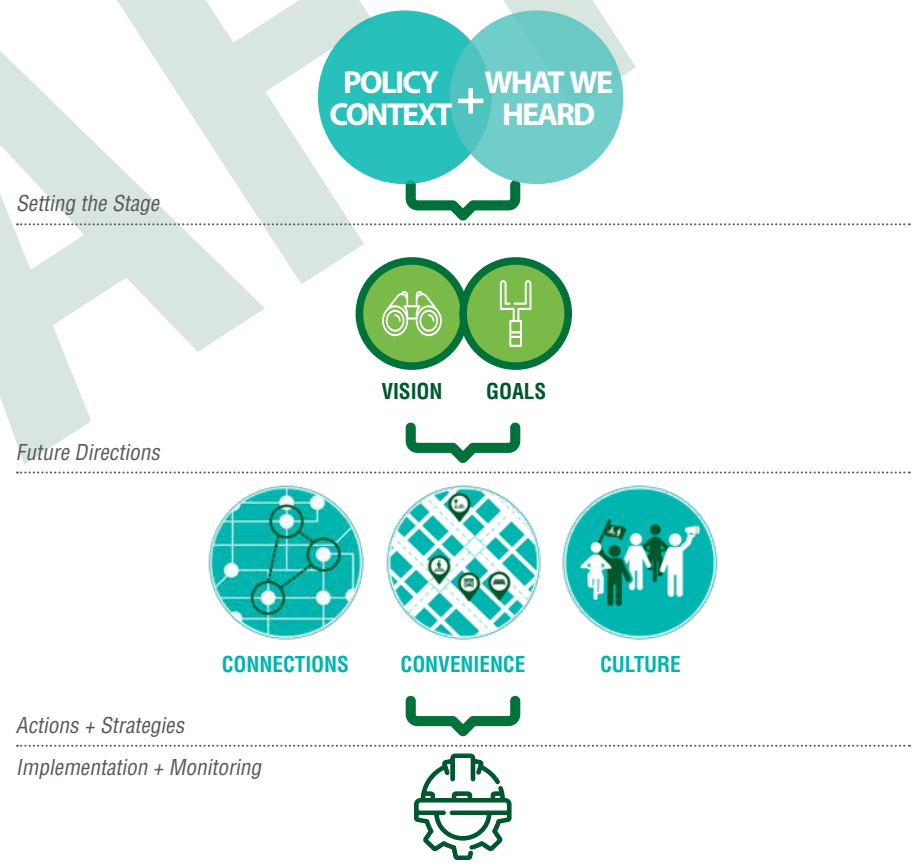 POLICY CONTEXT + WHAT WE HEARD
Setting the Stage
VISION GOALS
Future Directions
CONNECTIONS CONVENIENCE CULTURE
Actions + Strategies
Implementation + Monitoring